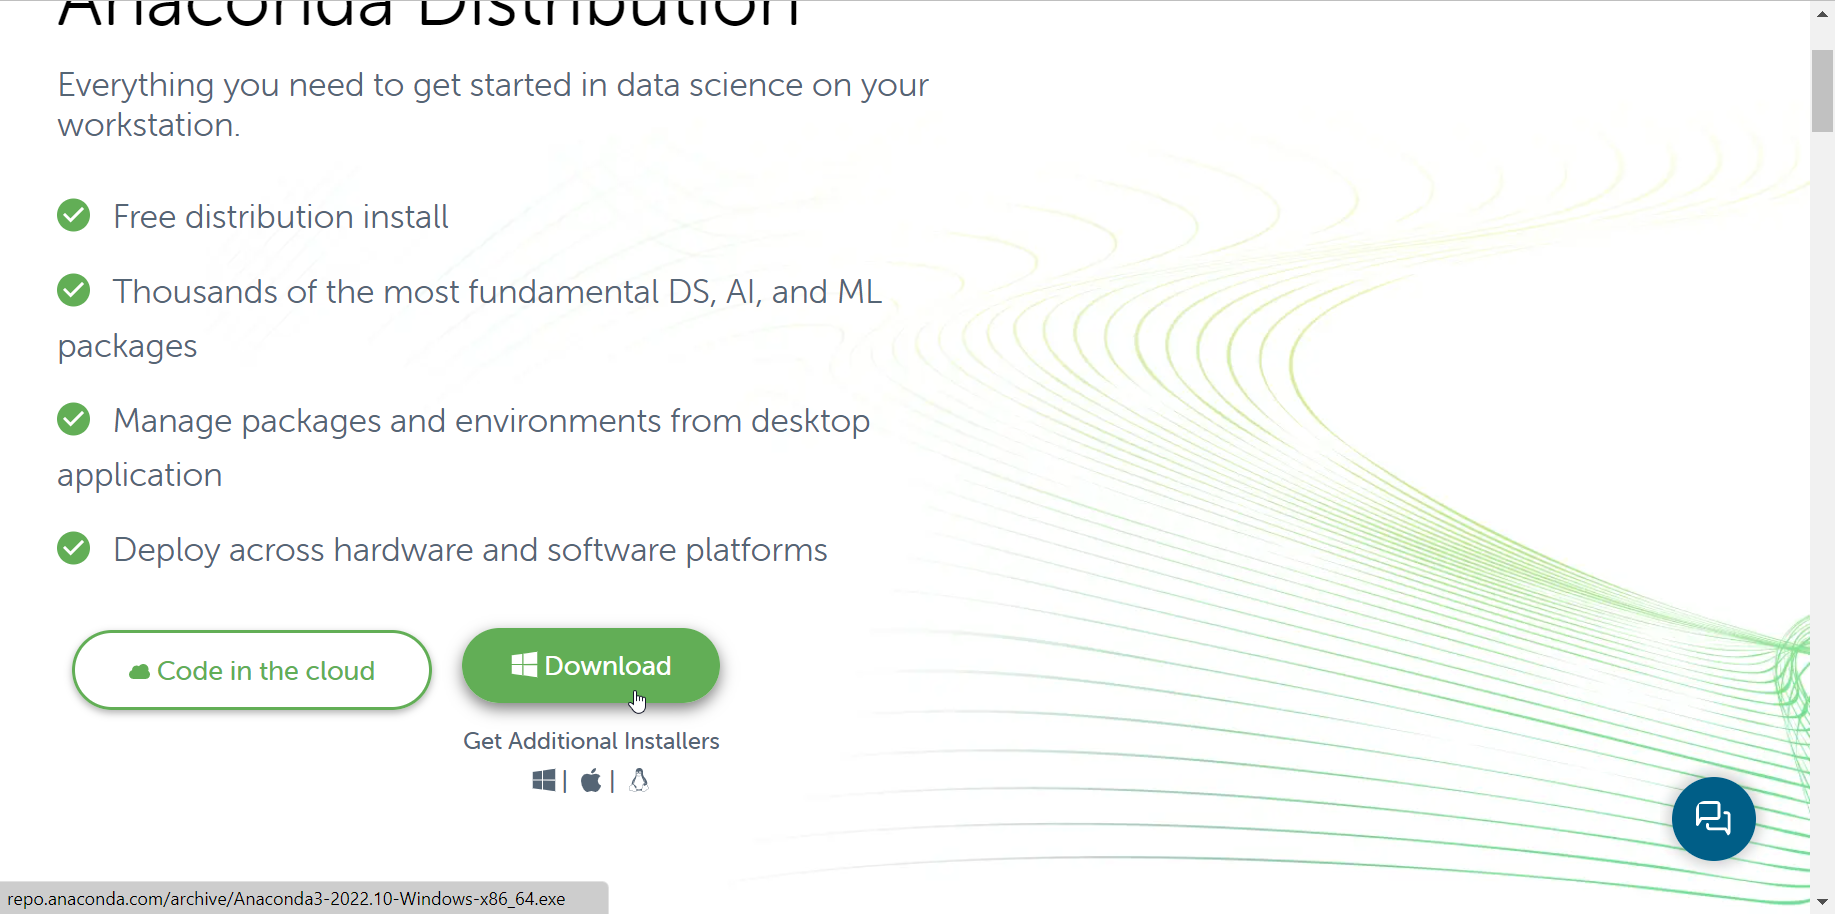 Anaconda Distribution
Everything you need to get started in data science on your
workstation.
Free distribution install
Thousands of the most fundamental DS, AI, and ML
packages
Manage packages and environments from desktop
application
Deploy across hardware and software platforms
Code in the cloud
Download
Get Additional Installers
| |
repo.anaconda.com/archive/Anaconda3-2022.10-Windows-x86_64.exe